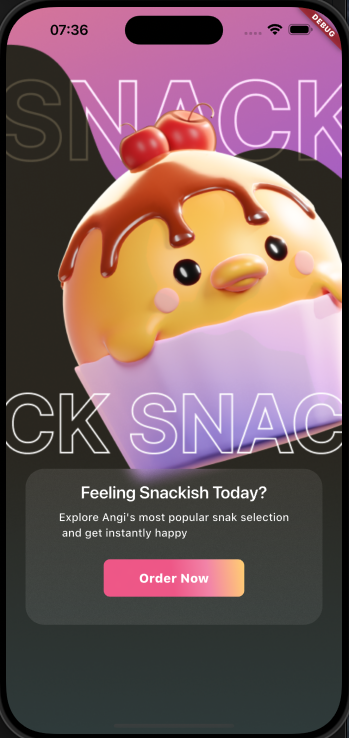 07:36
DEBUG
SNACK
CK SNAC
Feeling Snackish Today?
Explore Angi's most popular snak selection
and get instantly happy
Order Now